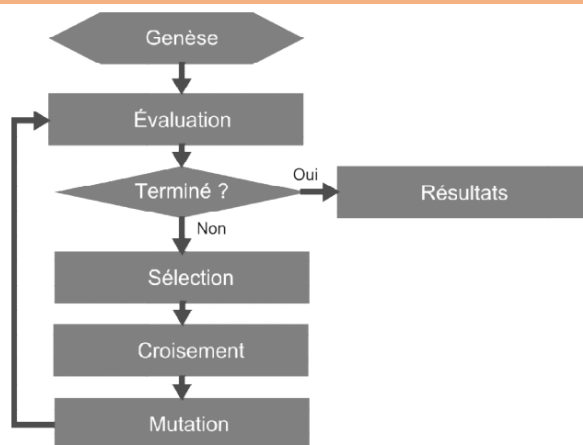 Genèse
Évaluation
Terminé ?
Oui
Résultats
Non
Sélection
Croisement
Mutation